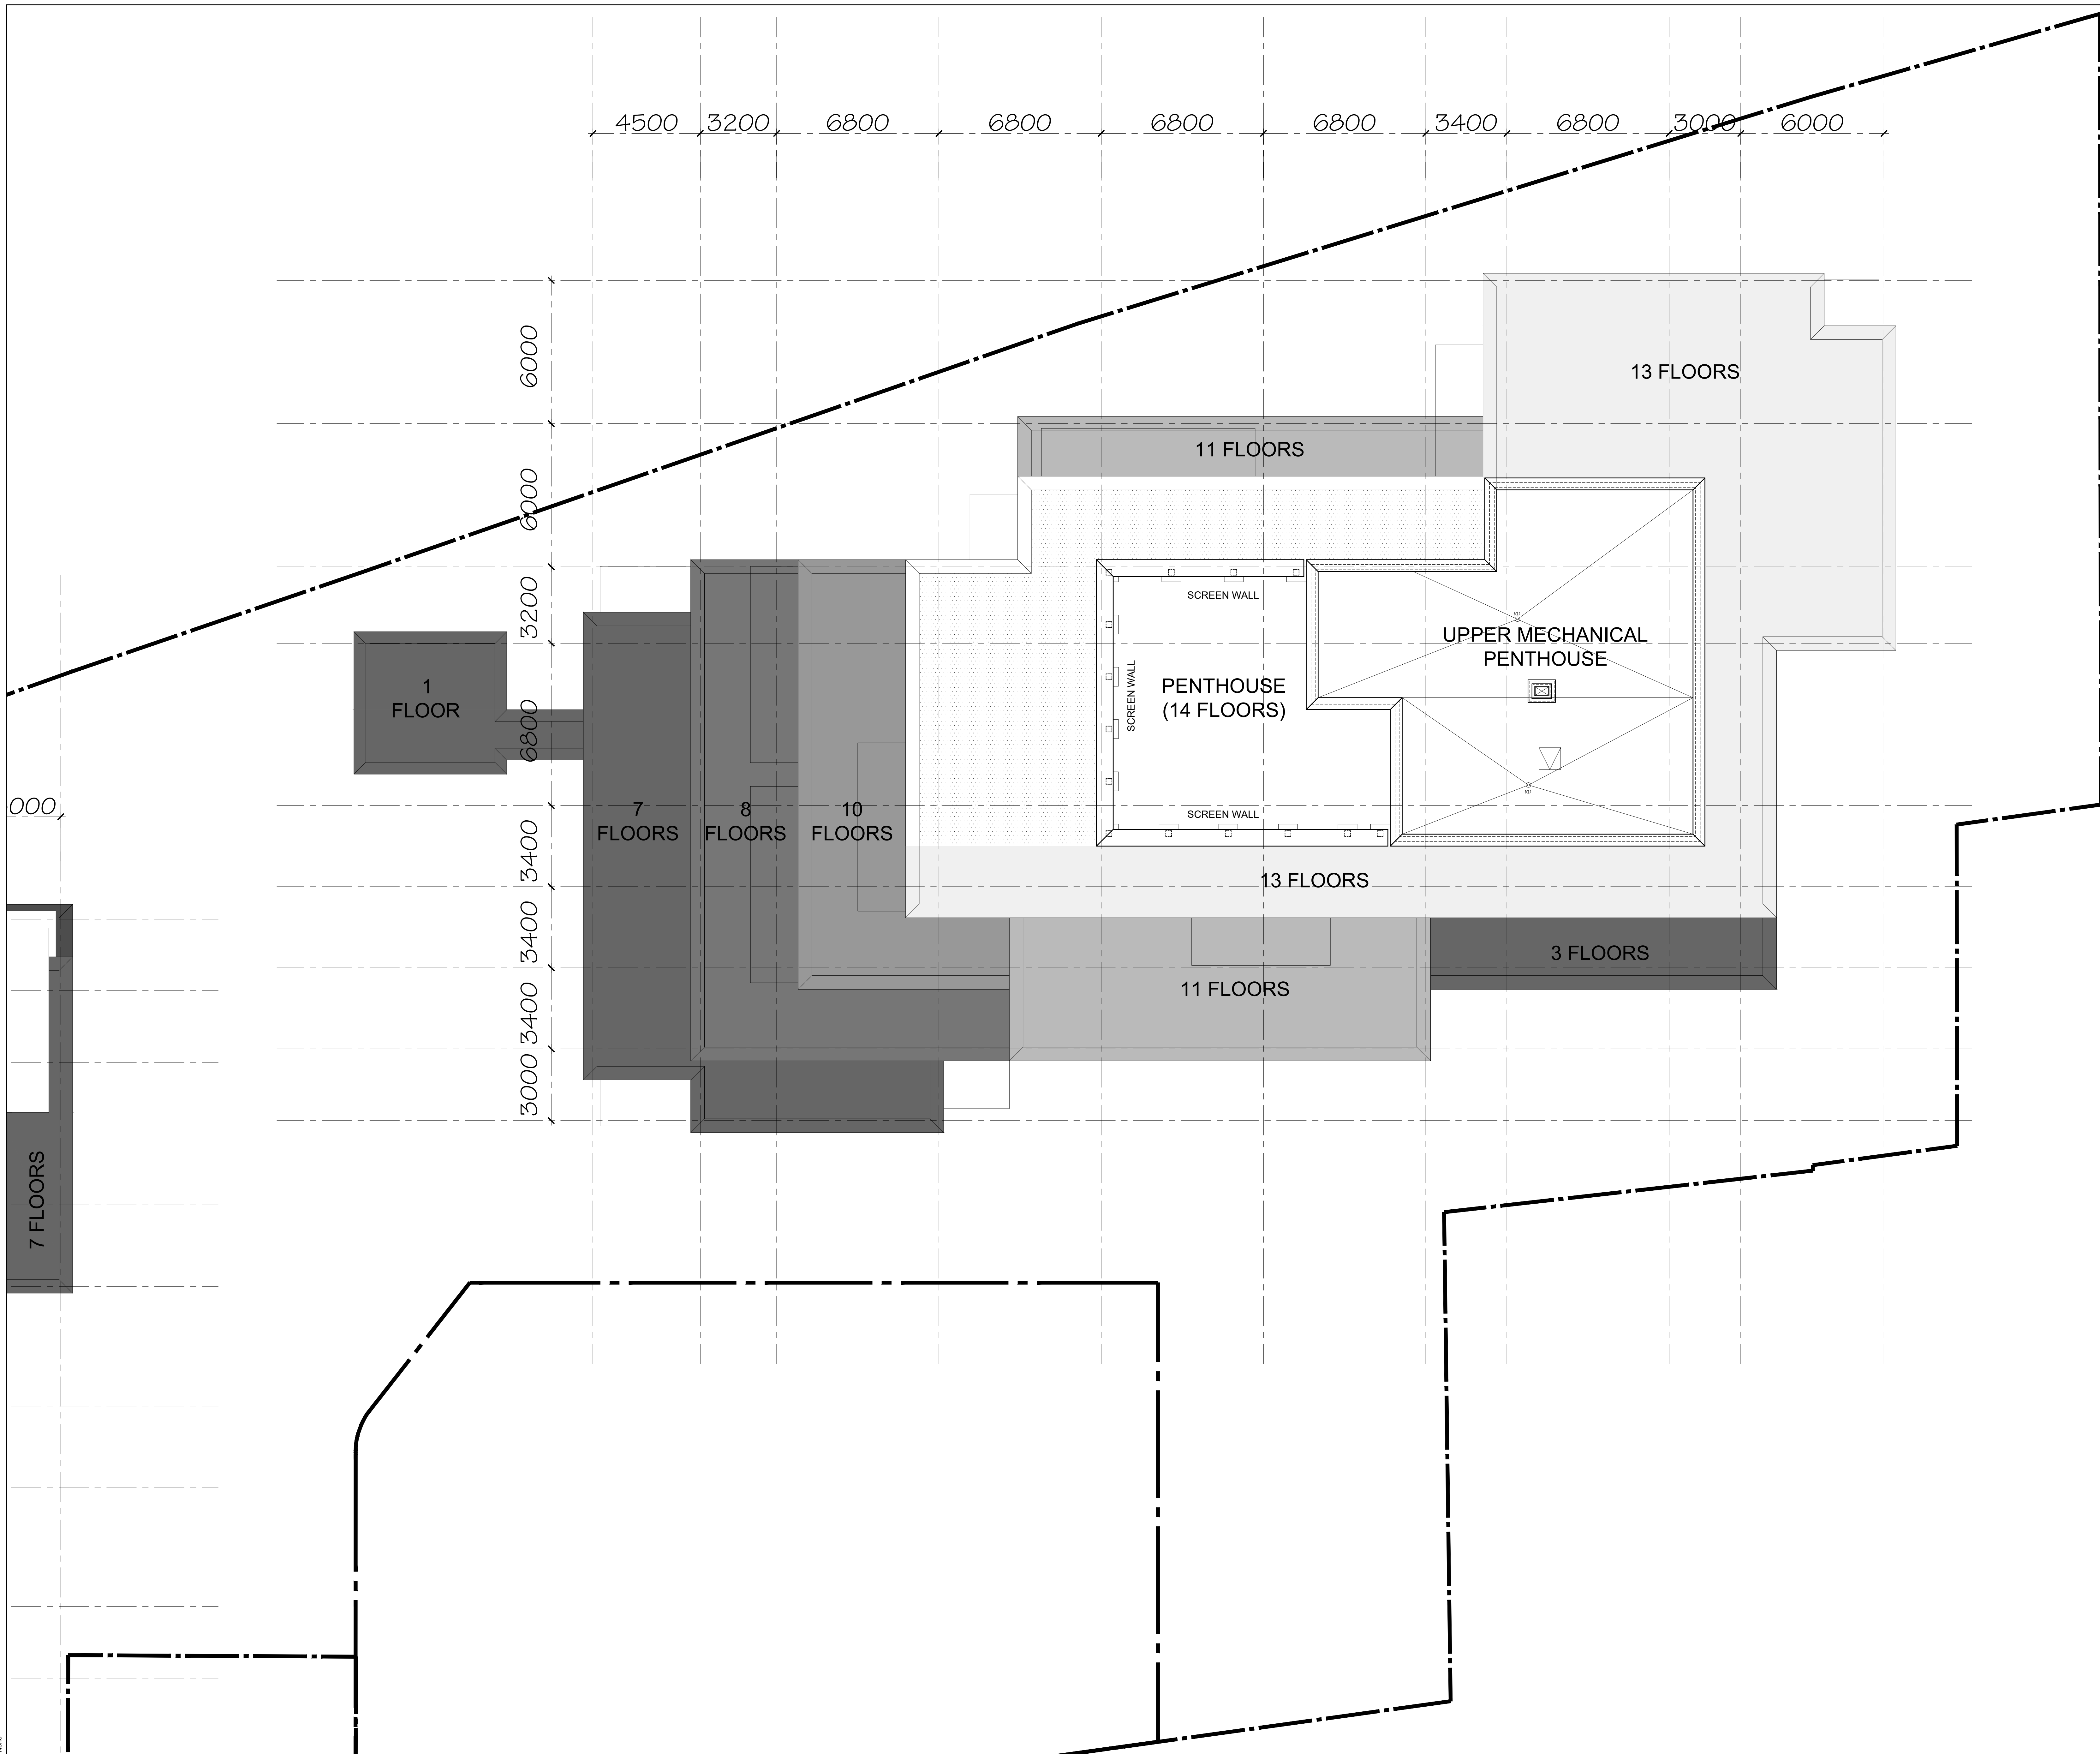 4500 3200 6800 6800 6800 6800 3400 6800 3000 6000
6000
13 FLOORS
11 FLOORS
6000
3200
SCREEN WALL
RD
UPPER MECHANICAL
PENTHOUSE
1
FLOOR
SCREEN WALL
PENTHOUSE
(14 FLOORS)
6800
000
7
FLOORS
8
FLOORS
10
FLOORS
SCREEN WALL
RD
3400
13 FLOORS
3400
3 FLOORS
11 FLOORS
3400
3000
7 FLOORS